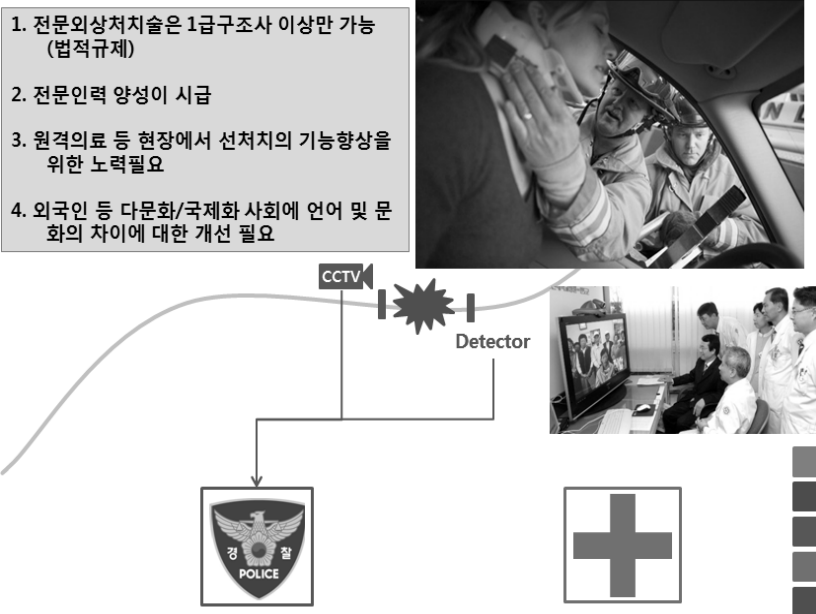 1. 전문외상처치술은 1급구조사 이상만 가능
(법적규제)
2. 전문인력 양성이 시급
3. 원격의료 등 현장에서 선처치의 기능향상을
위한 노력필요
4. 외국인 등 다문화/국제화 사회에 언어 및 문
화의 차이에 대한 개선 필요
CCTV
Detector
경 찰
POLICE